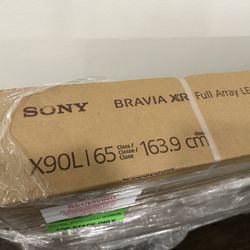 SONY BRAVIA XR Full Array LE
X90L | 65 Class/ Classe/ Clase 163.9 cm diag